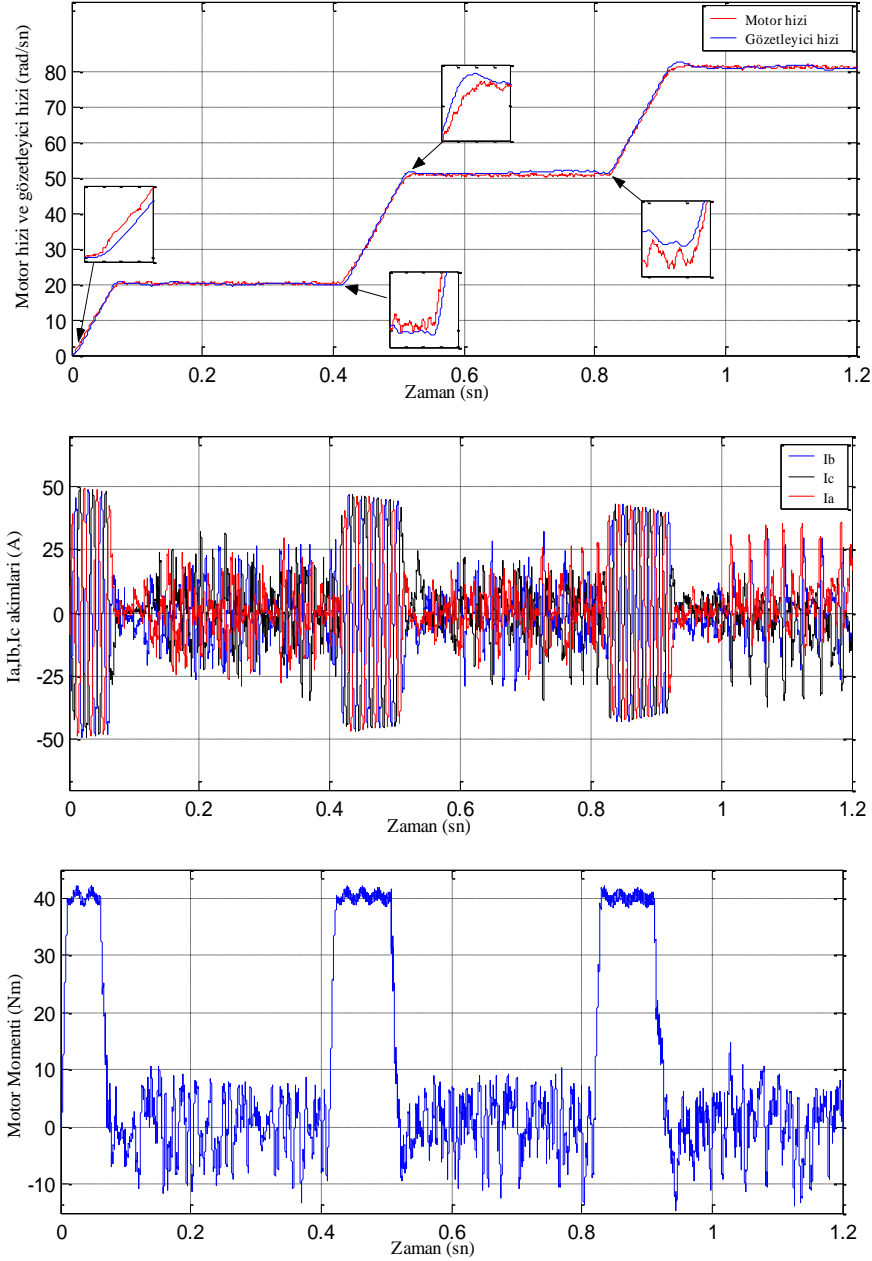 Motor hizi ve gözetleyici hizi (rad/sn)
Motor hizi
Gözetleyici hizi
80
70
60
50
40
30
20
10
0
0 0.2 0.4 0.6 0.8 1 1.2
Zaman (sn)
Ia,Ib,Ic akimlari (A)
Ib
Ic
Ia
50
25
0
-25
-50
0 0.2 0.4 0.6 0.8 1 1.2
Zaman (sn)
Motor Momenti (Nm)
40
30
20
10
0
-10
0 0.2 0.4 0.6 0.8 1 1.2
Zaman (sn)